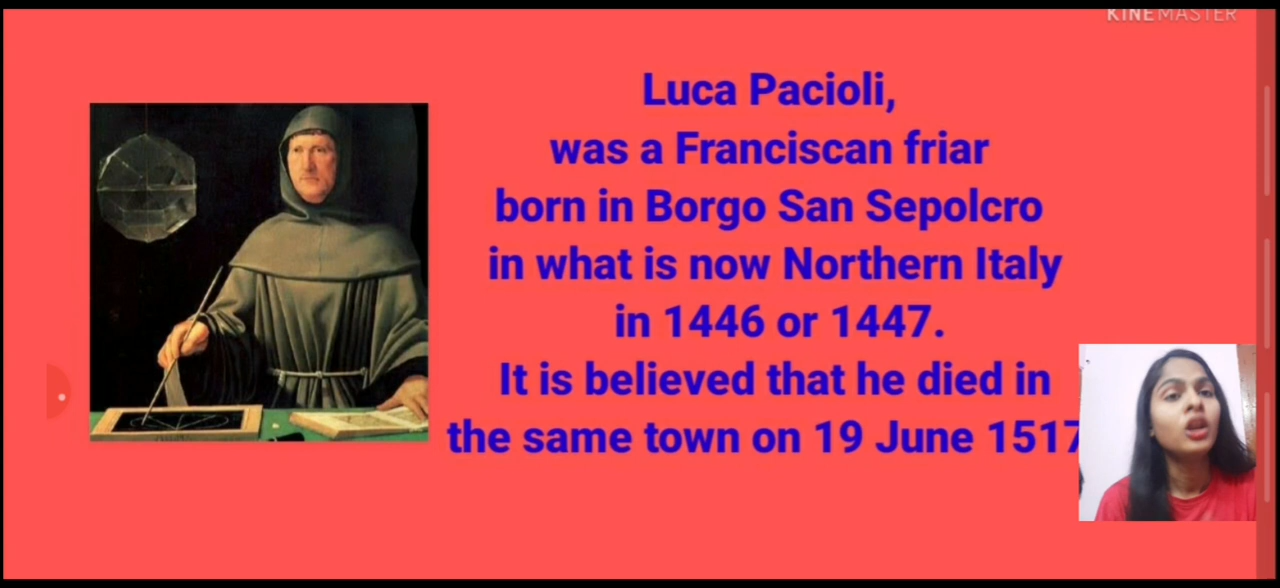 KINEMASTER
Luca Pacioli,
was a Franciscan friar
born in Borgo San Sepolcro
in what is now Northern Italy
in 1446 or 1447.
It is believed that he died in
the same town on 19 June 1517